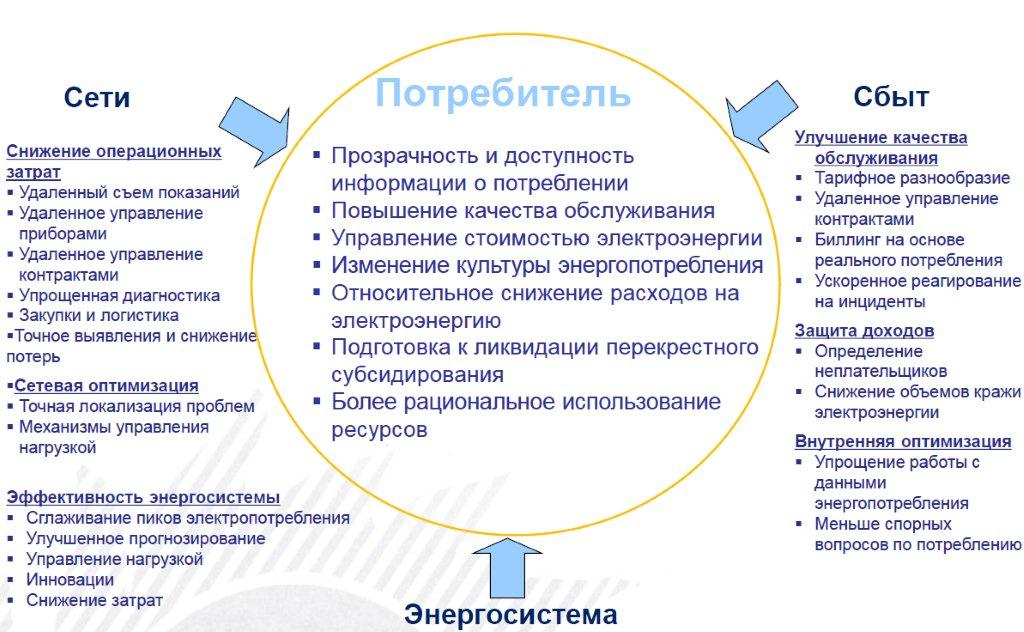 Сети
Снижение операционных
затрат
▪ Удаленный съем показаний
▪ Удаленное управление
приборами
▪ Удаленное управление
контрактами
▪ Упрощенная диагностика
▪ Закупки и логистика
▪Точное выявления и снижение
потерь
▪Сетевая оптимизация
▪ Точная локализация проблем
▪ Механизмы управления
нагрузкой
Эффективность энергосистемы
▪ Сглаживание пиков электропотребления
▪ Улучшенное прогнозирование
▪ Управление нагрузкой
▪ Инновации
▪ Снижение затрат
Потребитель
▪ Прозрачность и доступность
информации о потреблении
▪ Повышение качества обслуживания
▪ Управление стоимостью электроэнергии
▪ Изменение культуры энергопотребления
▪ Относительное снижение расходов на
электроэнергию
▪ Подготовка к ликвидации перекрестного
субсидирования
▪ Более рациональное использование
ресурсов
Энергосистема
Сбыт
Улучшение качества
обслуживания
▪ Тарифное разнообразие
▪ Удаленное управление
контрактами
▪ Биллинг на основе
реального потребления
▪ Ускоренное реагирование
на инциденты
Защита доходов
▪ Определение
неплательщиков
▪ Снижение объемов кражи
электроэнергии
Внутренняя оптимизация
▪ Упрощение работы с
данными
энергопотребления
▪ Меньше спорных
вопросов по потреблению